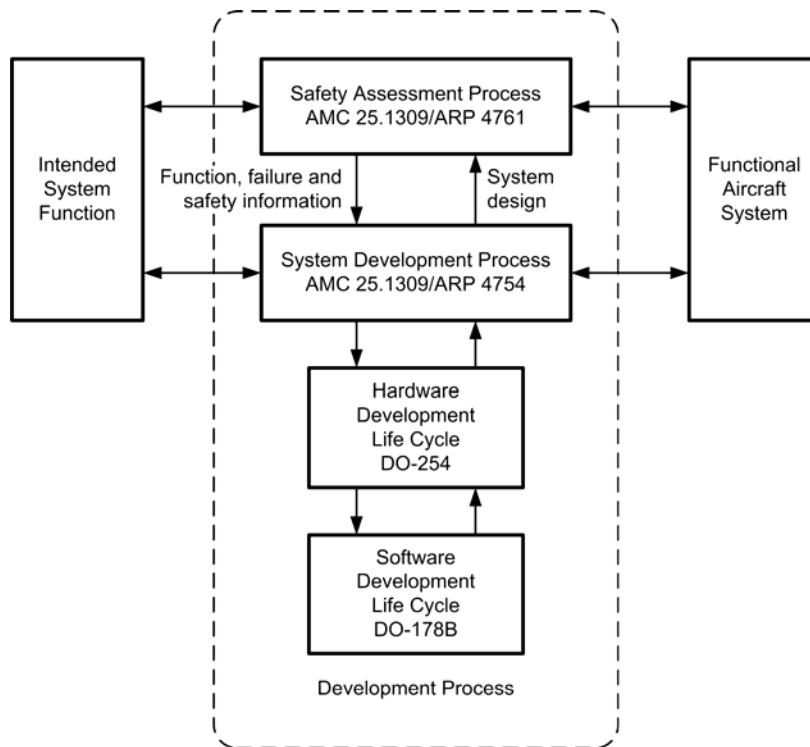 Safety Assessment Process
AMC 25.1309/ARP 4761
Intended
System
Function
Function, failure and
safety information
System
design
Functional
Aircraft
System
System Development Process
AMC 25.1309/ARP 4754
Hardware
Development
Life Cycle
DO-254
Software
Development
Life Cycle
DO-178B
Development Process